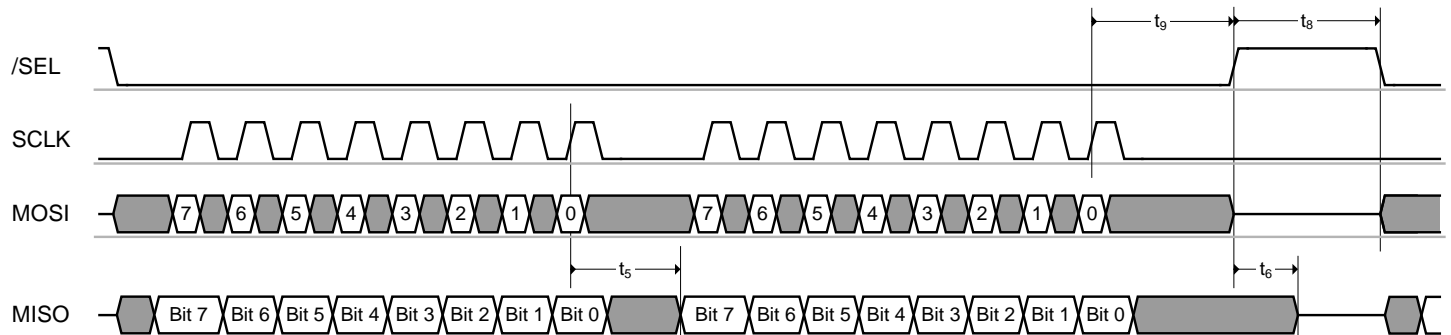 t9 t8
/SEL
SCLK
MOSI 7 6 5 4 3 2 1 0 7 6 5 4 3 2 1 0
t5 t6
MISO Bit 7 Bit 6 Bit 5 Bit 4 Bit 3 Bit 2 Bit 1 Bit 0 Bit 7 Bit 6 Bit 5 Bit 4 Bit 3 Bit 2 Bit 1 Bit 0